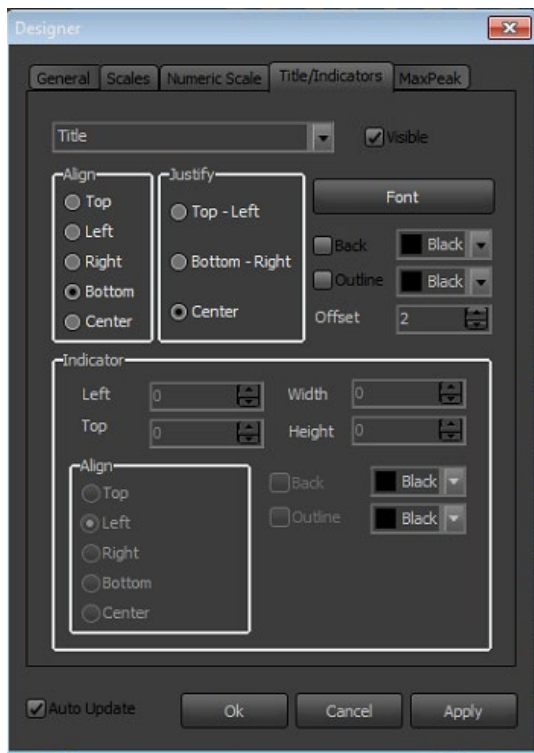 Designer
General Scales Numeric Scale Title/Indicators MaxPeak
Title Visible
Align Justify
Top
Left
Right
Bottom
Center
Top - Left
Bottom - Right
Center
Font
Back Black
Outline Black
Offset 2
Indicator
Left 0 Width 0
Top 0 Height 0
Align
Top
Left
Right
Bottom
Center
Back Black
Outline Black
Auto Update Ok Cancel Apply